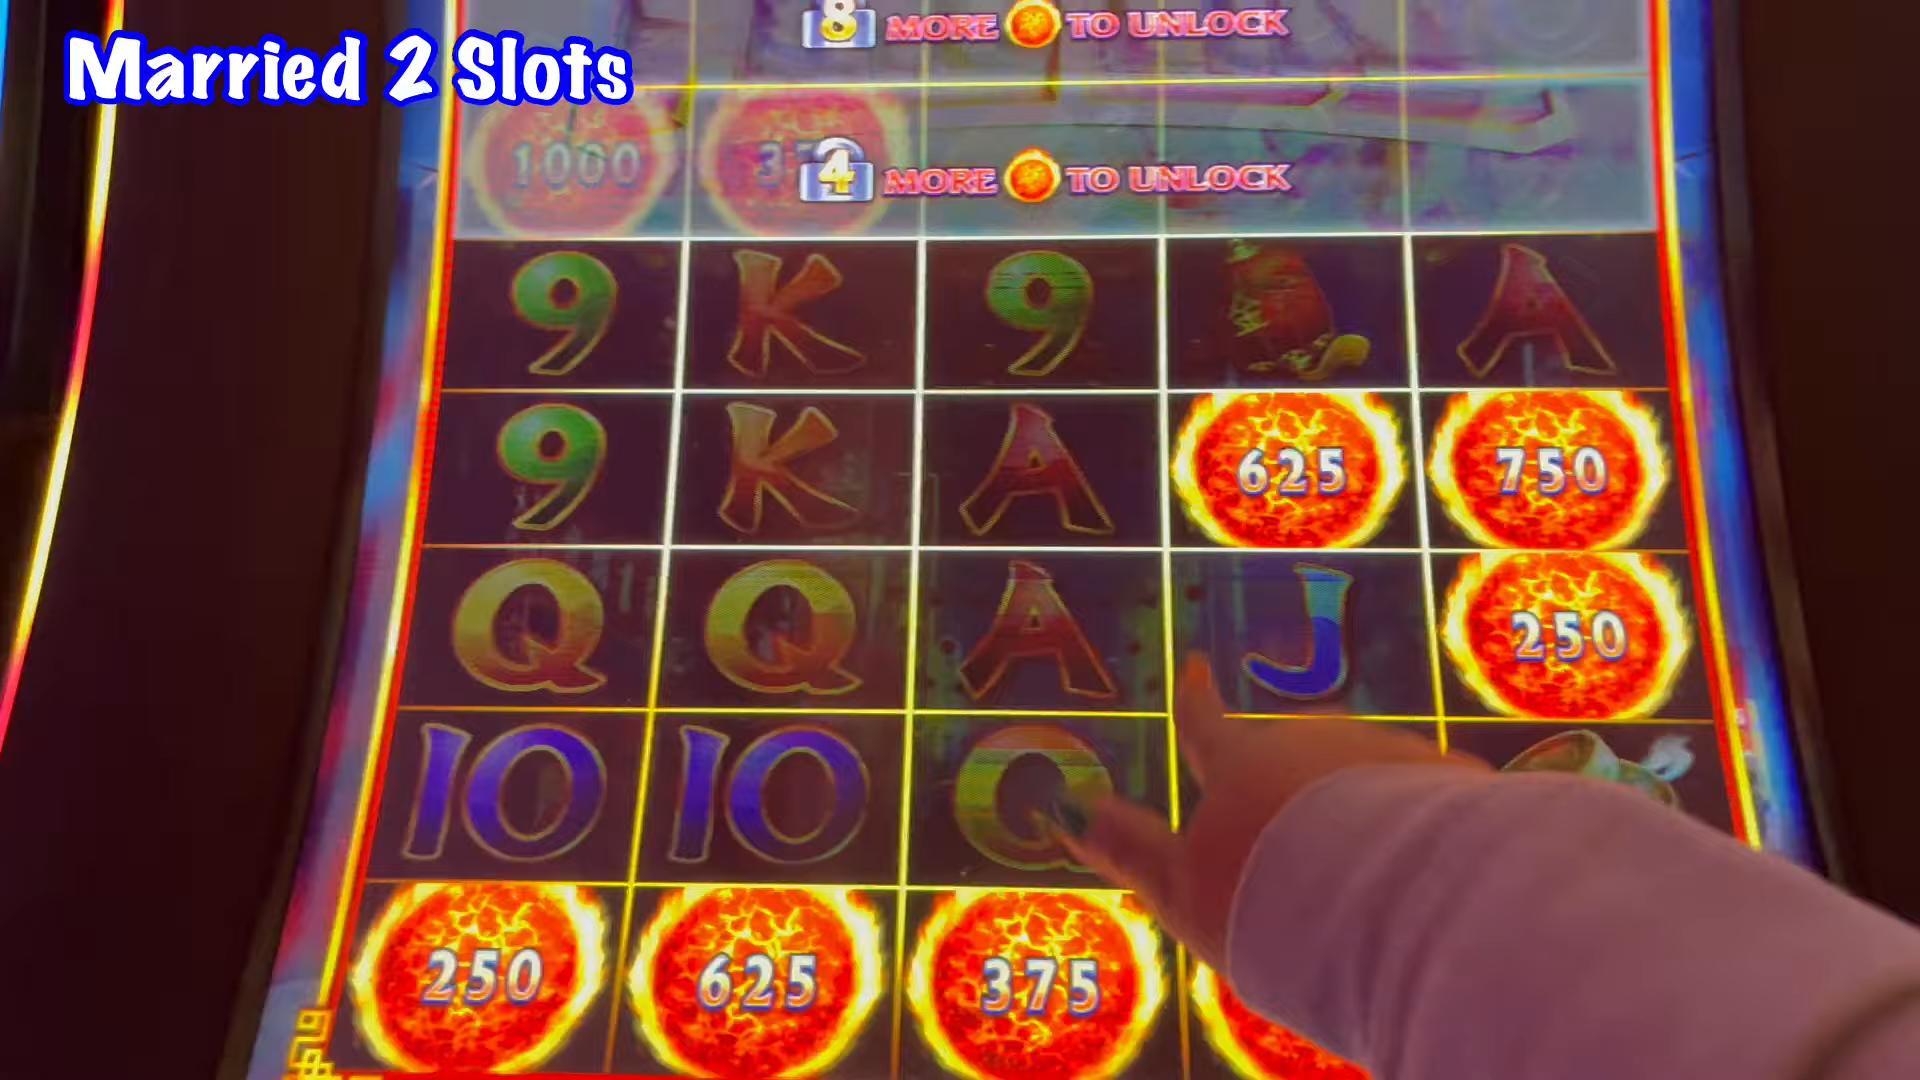 Married 2 Slots
8 MORE TO UNLOCK
1000
4 MORE TO UNLOCK
9 K 9 金 A
9 K A 625 750
Q Q A J 250
10 10 Q
250 625 375